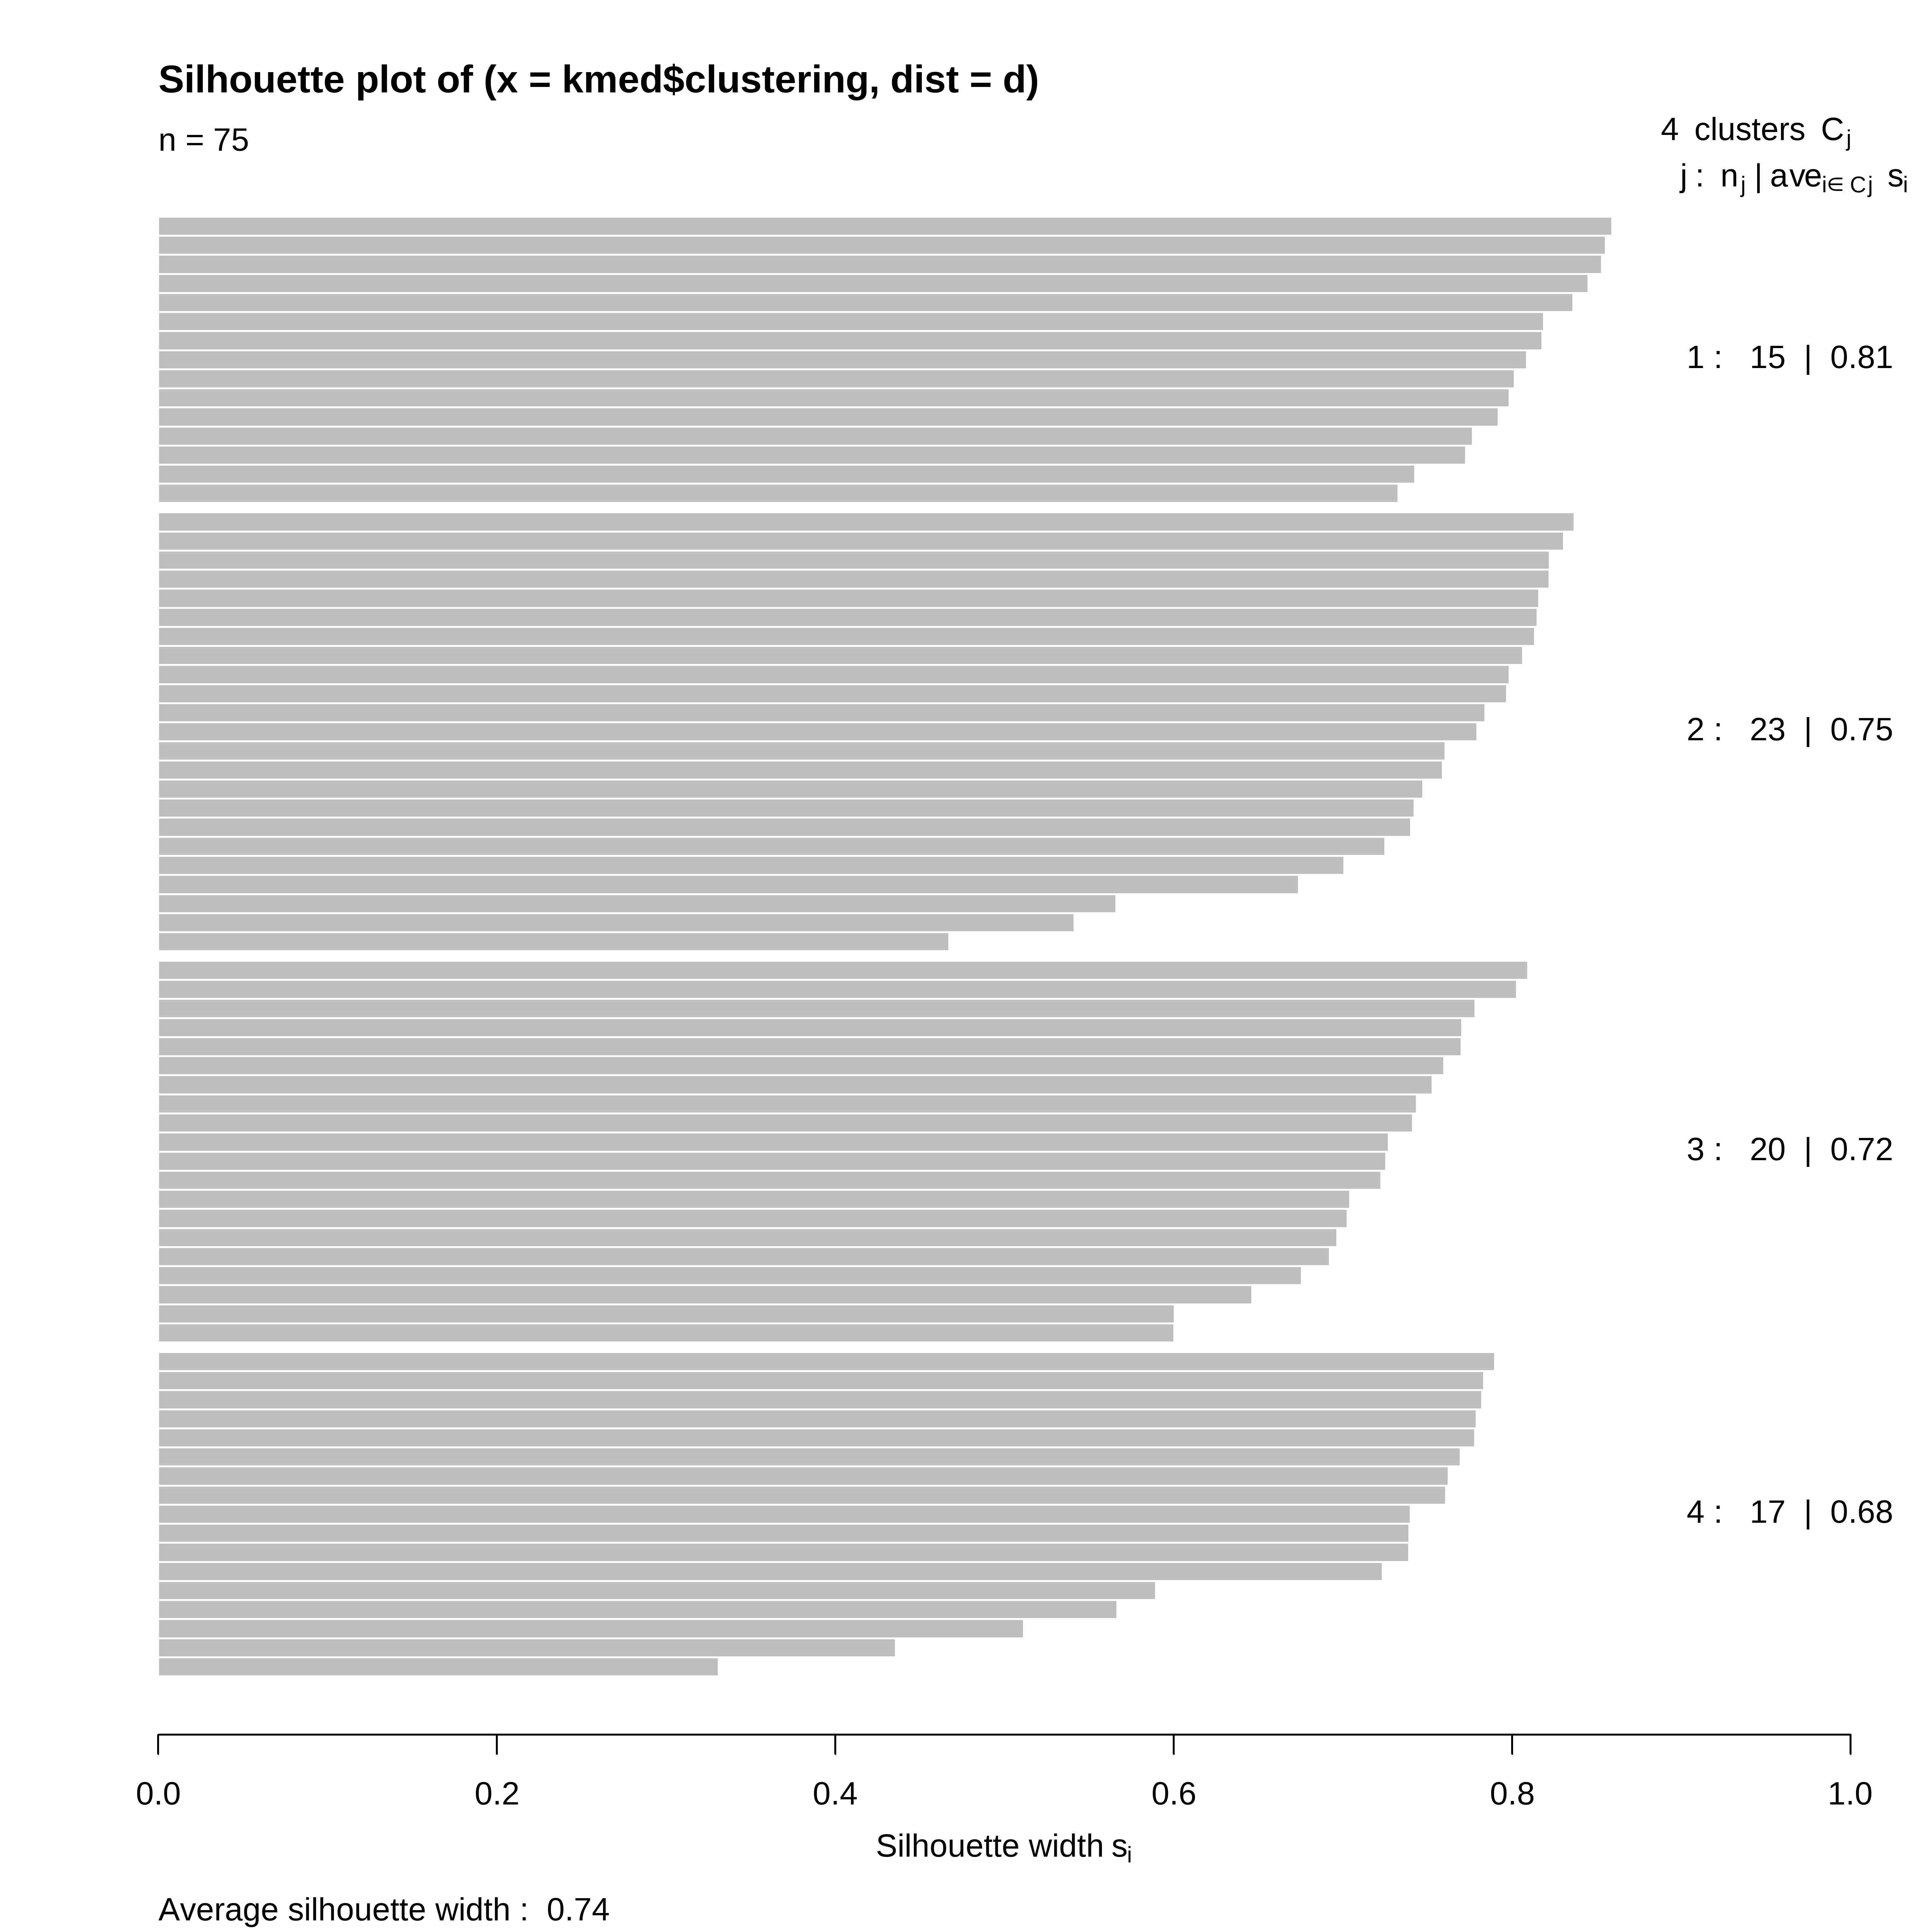 Silhouette plot of (x = kmed$clustering, dist = d)
n = 75
4 clusters Cj
j : nj | avei∈Cj si
1 : 15 | 0.81
2 : 23 | 0.75
3 : 20 | 0.72
4 : 17 | 0.68
0.0 0.2 0.4 0.6 0.8 1.0
Silhouette width si
Average silhouette width : 0.74